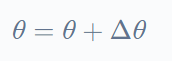 θ = θ + Δθ